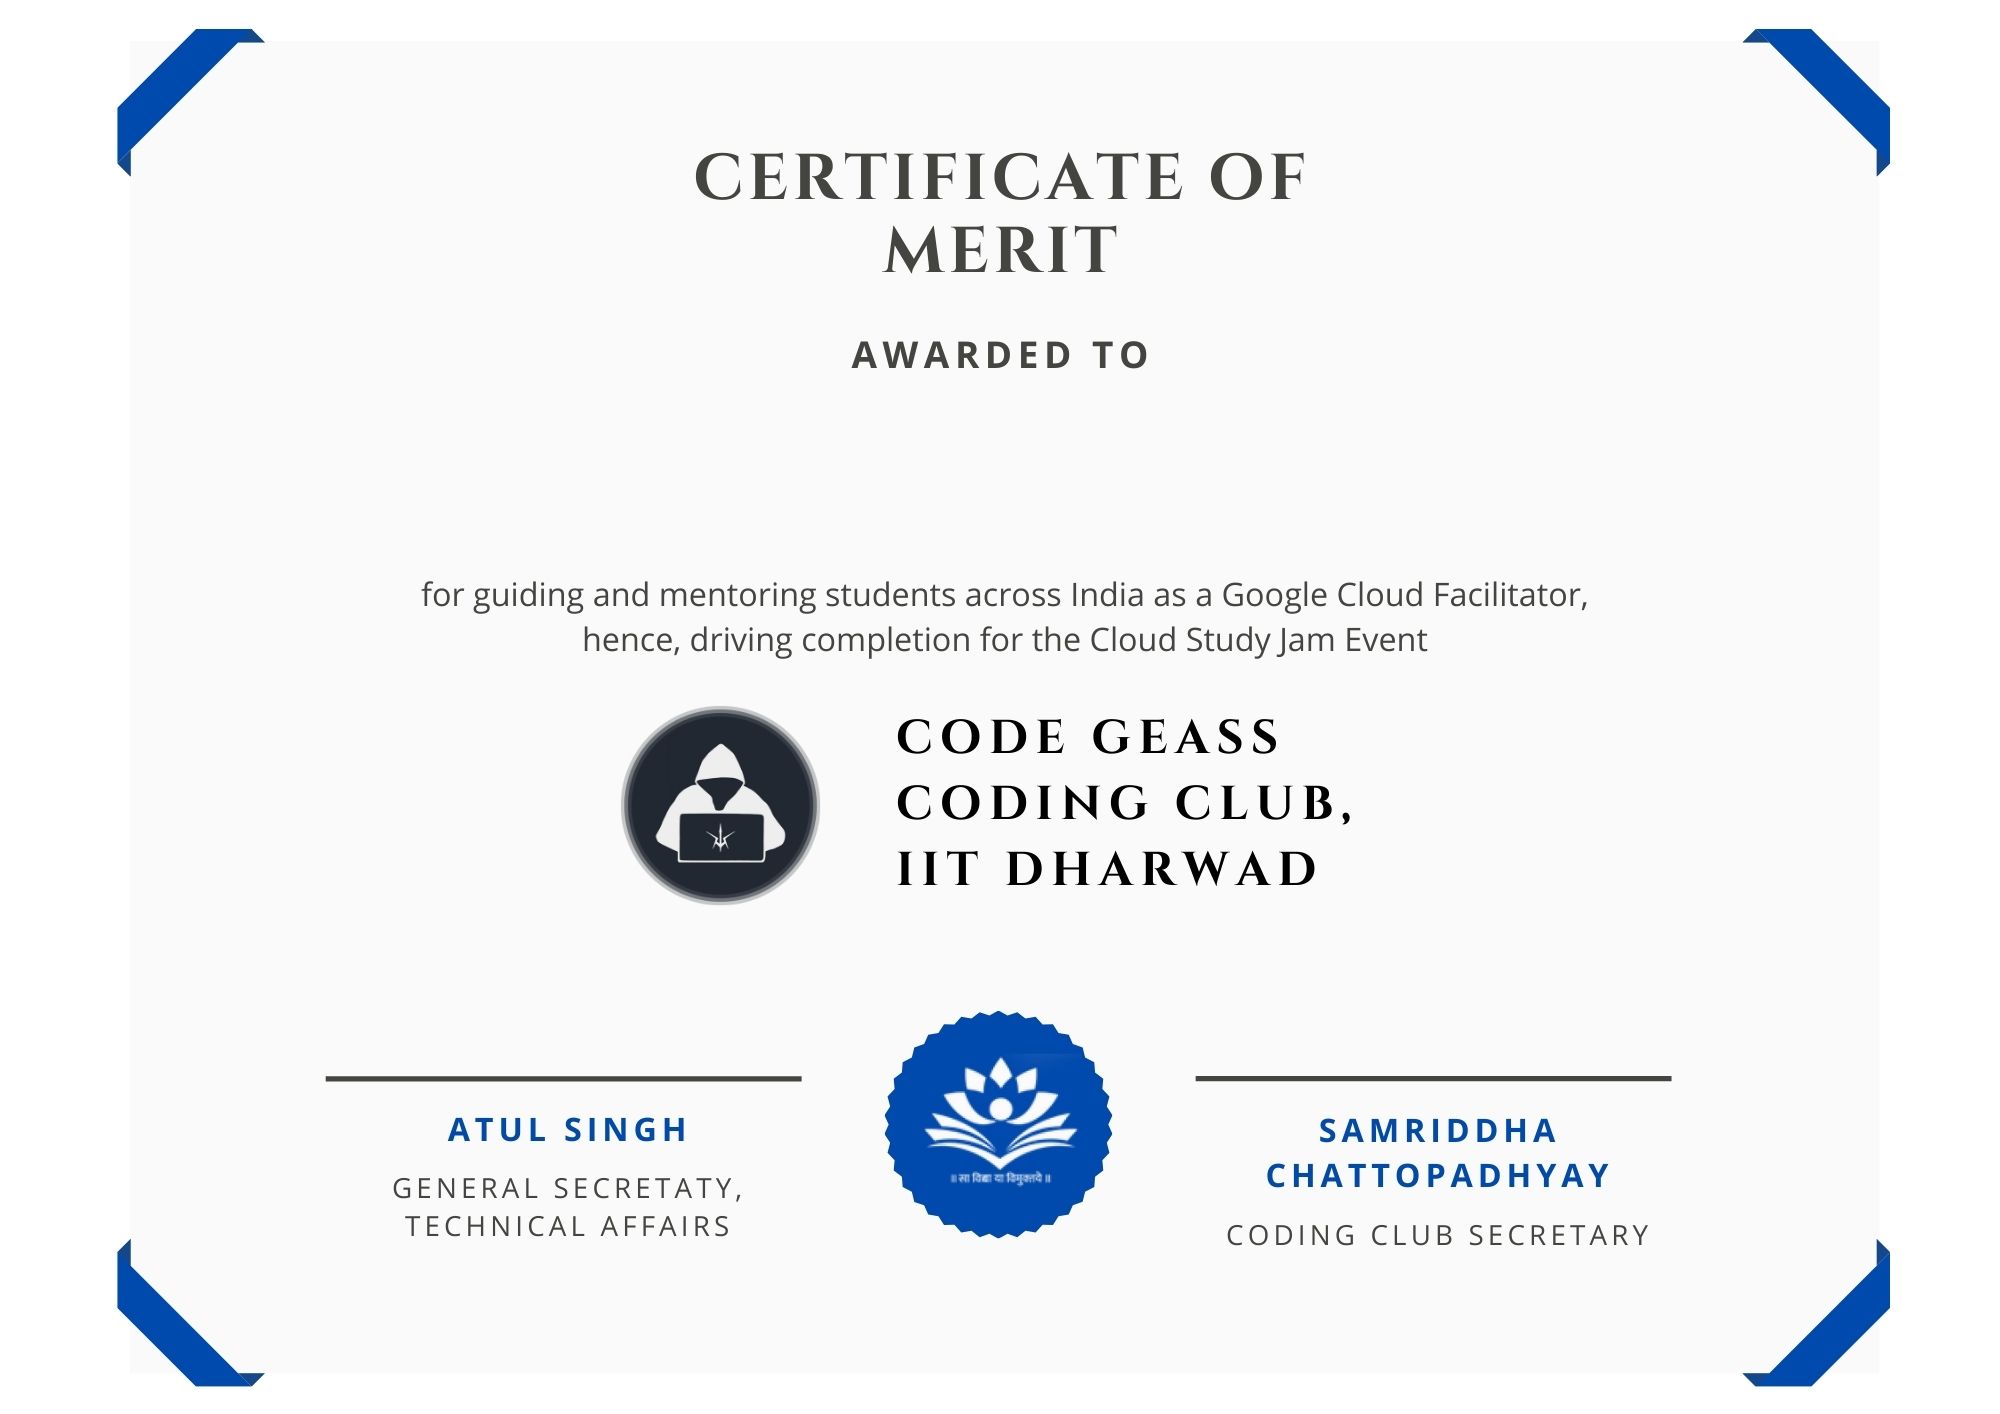 CERTIFICATE OF
MERIT
AWARDED TO
for guiding and mentoring students across India as a Google Cloud Facilitator,
hence, driving completion for the Cloud Study Jam Event
CODE GEASS
CODING CLUB,
IIT DHARWAD
ATUL SINGH
GENERAL SECRETATY,
TECHNICAL AFFAIRS
॥ सा विद्या या विमुक्तये ॥
SAMRIDDHA
CHATTOPADHYAY
CODING CLUB SECRETARY